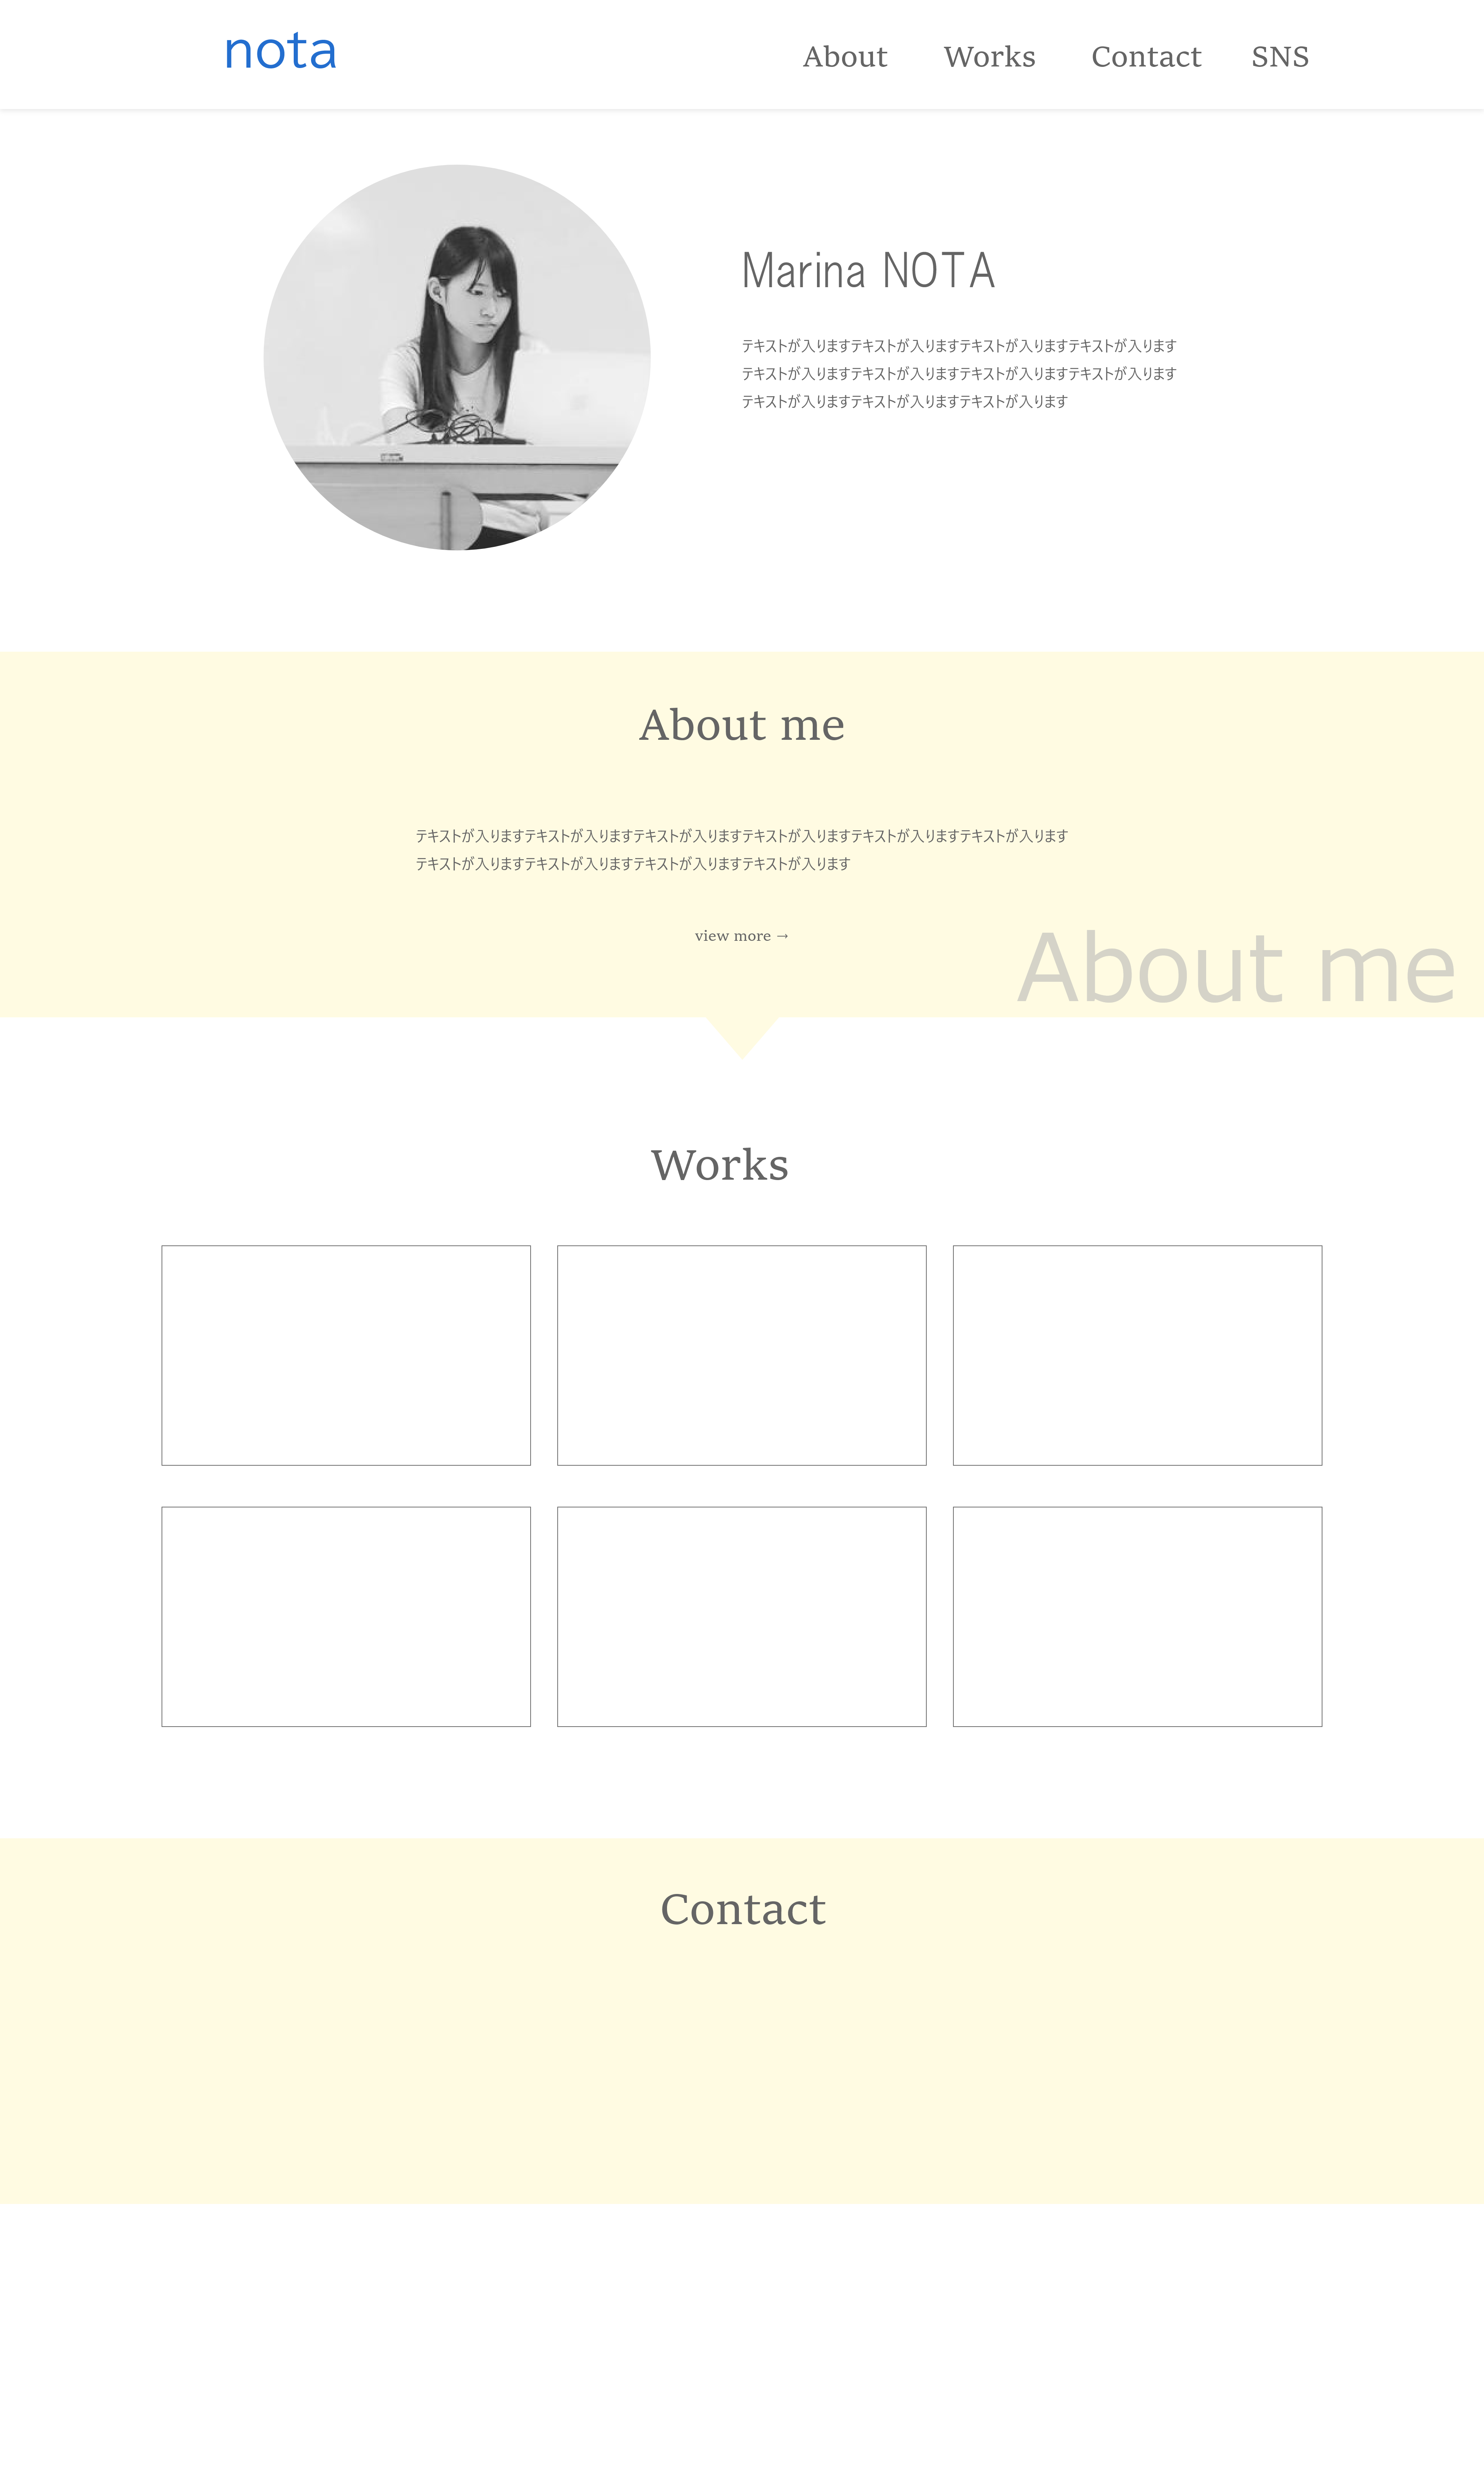 nota
About Works Contact SNS
Marina NOTA
テキストが入りますテキストが入りますテキストが入りますテキストが入ります
テキストが入りますテキストが入りますテキストが入りますテキストが入ります
テキストが入りますテキストが入りますテキストが入ります
About me
テキストが入りますテキストが入りますテキストが入りますテキストが入りますテキストが入りますテキストが入ります
テキストが入りますテキストが入りますテキストが入りますテキストが入ります
view more →
About me
Works
Contact